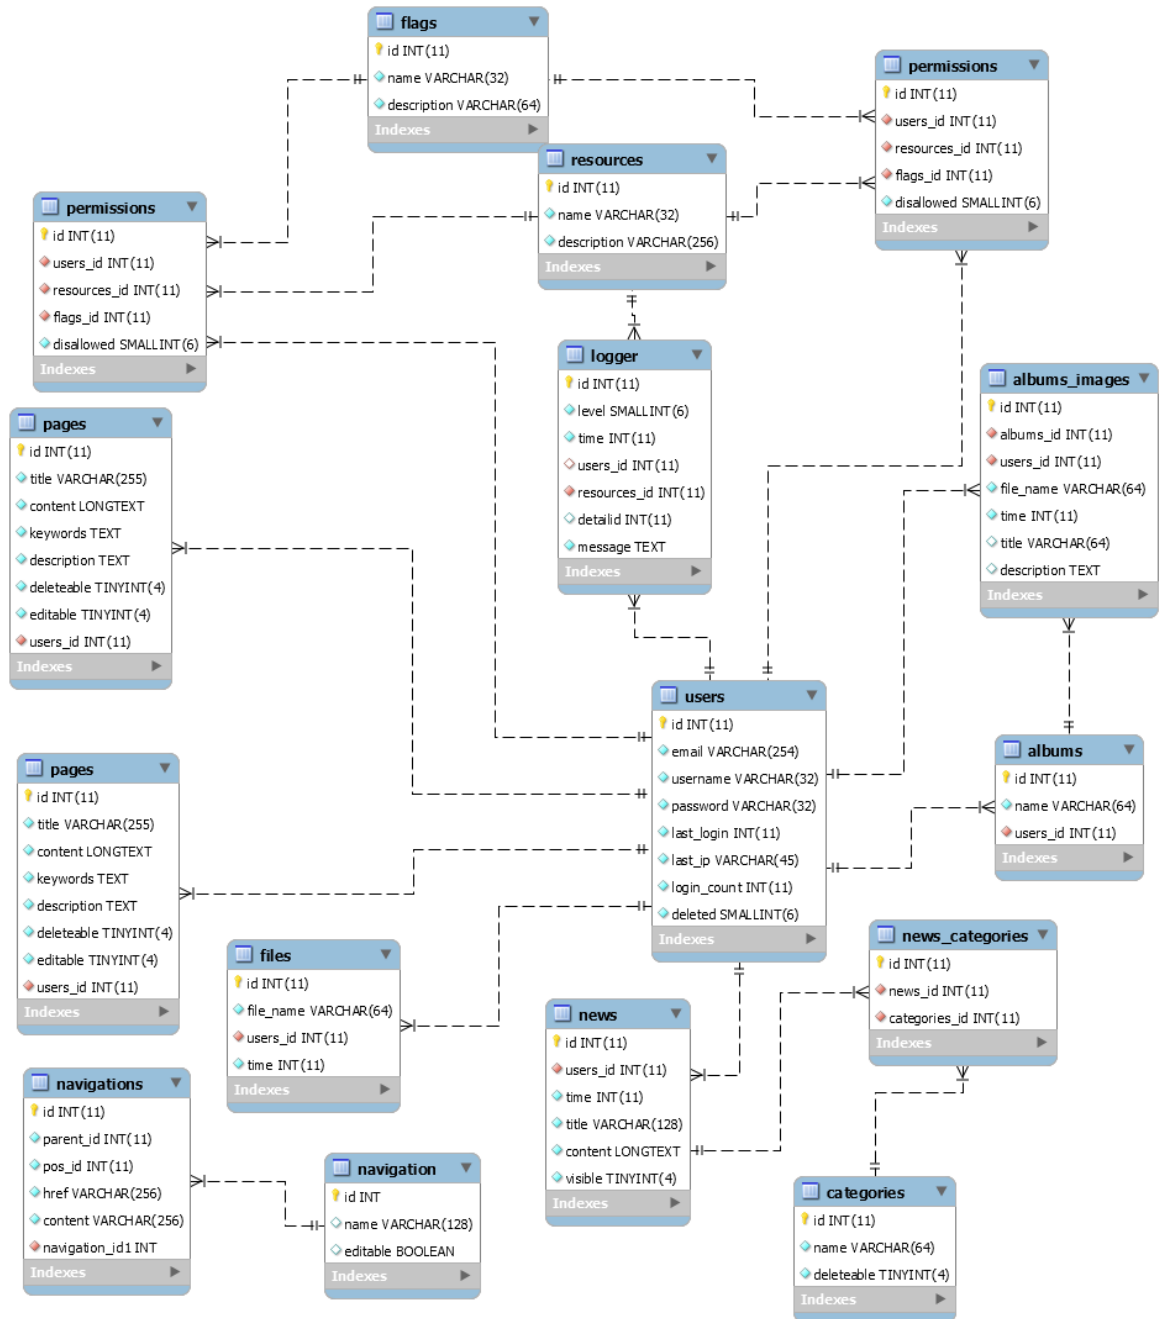 flags
id INT(11)
name VARCHAR(32)
description VARCHAR(64)
Indexes
permissions
id INT(11)
users_id INT(11)
resources_id INT(11)
flags_id INT(11)
disallowed SMALLINT(6)
Indexes
resources
id INT(11)
name VARCHAR(32)
description VARCHAR(256)
Indexes
permissions
id INT(11)
users_id INT(11)
resources_id INT(11)
flags_id INT(11)
disallowed SMALLINT(6)
Indexes
logger
id INT(11)
level SMALLINT(6)
time INT(11)
users_id INT(11)
resources_id INT(11)
detailid INT(11)
message TEXT
Indexes
albums_images
id INT(11)
albums_id INT(11)
users_id INT(11)
file_name VARCHAR(64)
time INT(11)
title VARCHAR(64)
description TEXT
Indexes
pages
id INT(11)
title VARCHAR(255)
content LONGTEXT
keywords TEXT
description TEXT
deleteable TINYINT(4)
editable TINYINT(4)
users_id INT(11)
Indexes
users
id INT(11)
email VARCHAR(254)
username VARCHAR(32)
password VARCHAR(32)
last_login INT(11)
last_ip VARCHAR(45)
login_count INT(11)
deleted SMALLINT(6)
Indexes
albums
id INT(11)
name VARCHAR(64)
users_id INT(11)
Indexes
pages
id INT(11)
title VARCHAR(255)
content LONGTEXT
keywords TEXT
description TEXT
deleteable TINYINT(4)
editable TINYINT(4)
users_id INT(11)
Indexes
files
id INT(11)
file_name VARCHAR(64)
users_id INT(11)
time INT(11)
Indexes
news_categories
id INT(11)
news_id INT(11)
categories_id INT(11)
Indexes
news
id INT(11)
users_id INT(11)
time INT(11)
title VARCHAR(128)
content LONGTEXT
visible TINYINT(4)
Indexes
navigations
id INT(11)
parent_id INT(11)
pos_id INT(11)
href VARCHAR(256)
content VARCHAR(256)
navigation_id1 INT
Indexes
navigation
id INT
name VARCHAR(128)
editable BOOLEAN
Indexes
categories
id INT(11)
name VARCHAR(64)
deleteable TINYINT(4)
Indexes